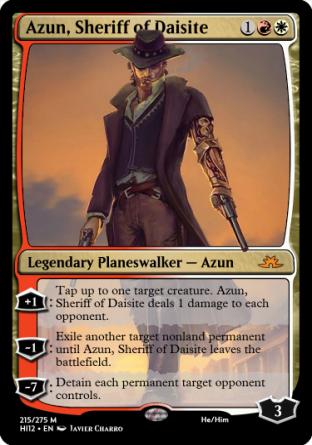 Azun, Sheriff of Daisite 1
Legendary Planeswalker — Azun
+1: Tap up to one target creature. Azun,
Sheriff of Daisite deals 1 damage to each
opponent.
-1: Exile another target nonland permanent
until Azun, Sheriff of Daisite leaves the
battlefield.
-7: Detain each permanent target opponent
controls.
3
215/275 M
He/Him
HI12 • EN Javier Charro